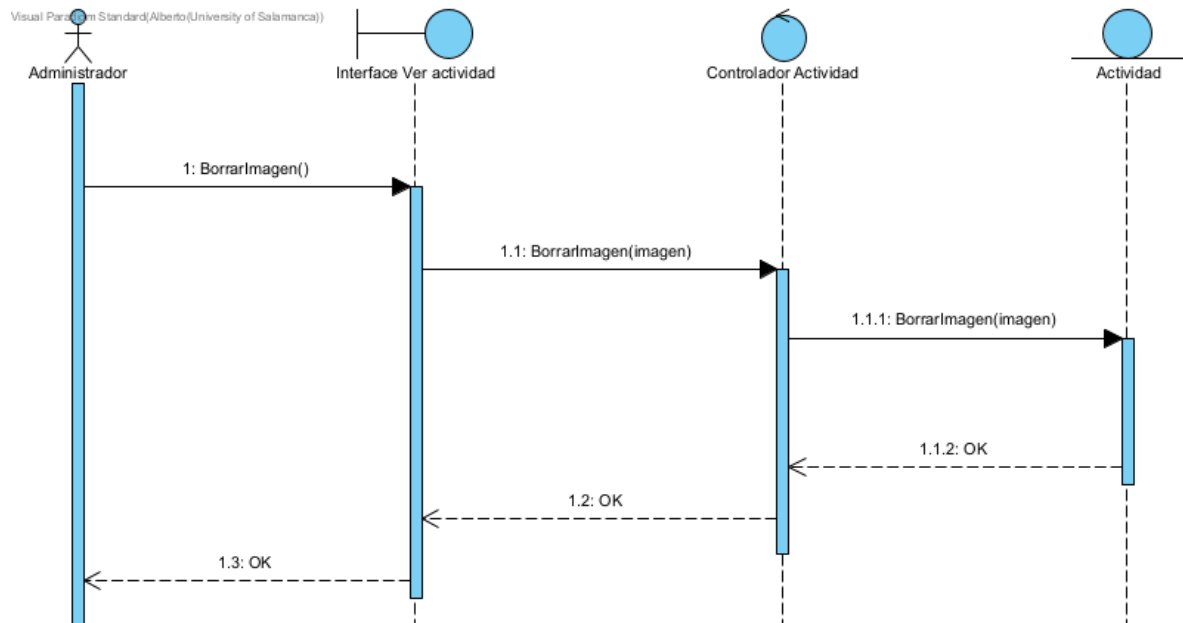 Visual Paradigm Standard(Alberto(University of Salamanca))
Administrador
Interface Ver actividad
Controlador Actividad
Actividad
1: BorrarImagen()
1.1: BorrarImagen(imagen)
1.1.1: BorrarImagen(imagen)
1.1.2: OK
1.2: OK
1.3: OK